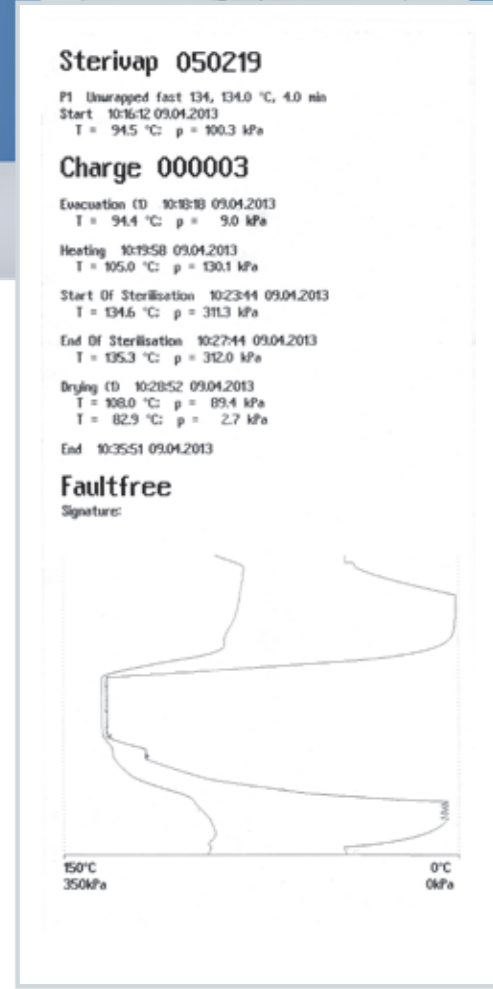 Sterivap 050219
P1 Unwrapped fast 134, 134.0 °C, 4.0 min
Start 10:16:12 09.04.2013
T = 94.5 °C: p = 100.3 kPa
Charge 000003
Evacuation (1) 10:18:18 09.04.2013
T = 94.4 °C: p = 9.0 kPa
Heating 10:19:58 09.04.2013
T = 105.0 °C: p = 130.1 kPa
Start Of Sterilisation 10:23:44 09.04.2013
T = 134.6 °C: p = 311.3 kPa
End Of Sterilisation 10:27:44 09.04.2013
T = 135.3 °C: p = 312.0 kPa
Drying (1) 10:28:52 09.04.2013
T = 108.0 °C: p = 89.4 kPa
T = 82.9 °C: p = 2.7 kPa
End 10:35:51 09.04.2013
Faultfree
Signature:
150°C 0°C
350kPa 0kPa